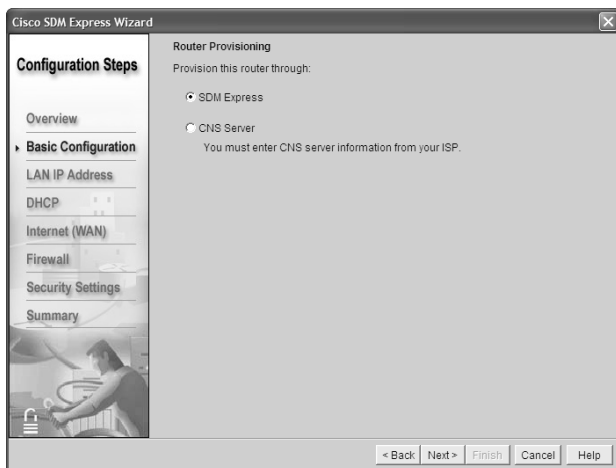 Cisco SDM Express Wizard
Configuration Steps
Overview
Basic Configuration
LAN IP Address
DHCP
Internet (WAN)
Firewall
Security Settings
Summary
Router Provisioning
Provision this router through:
SDM Express
CNS Server
You must enter CNS server information from your ISP.
< Back Next > Finish Cancel Help